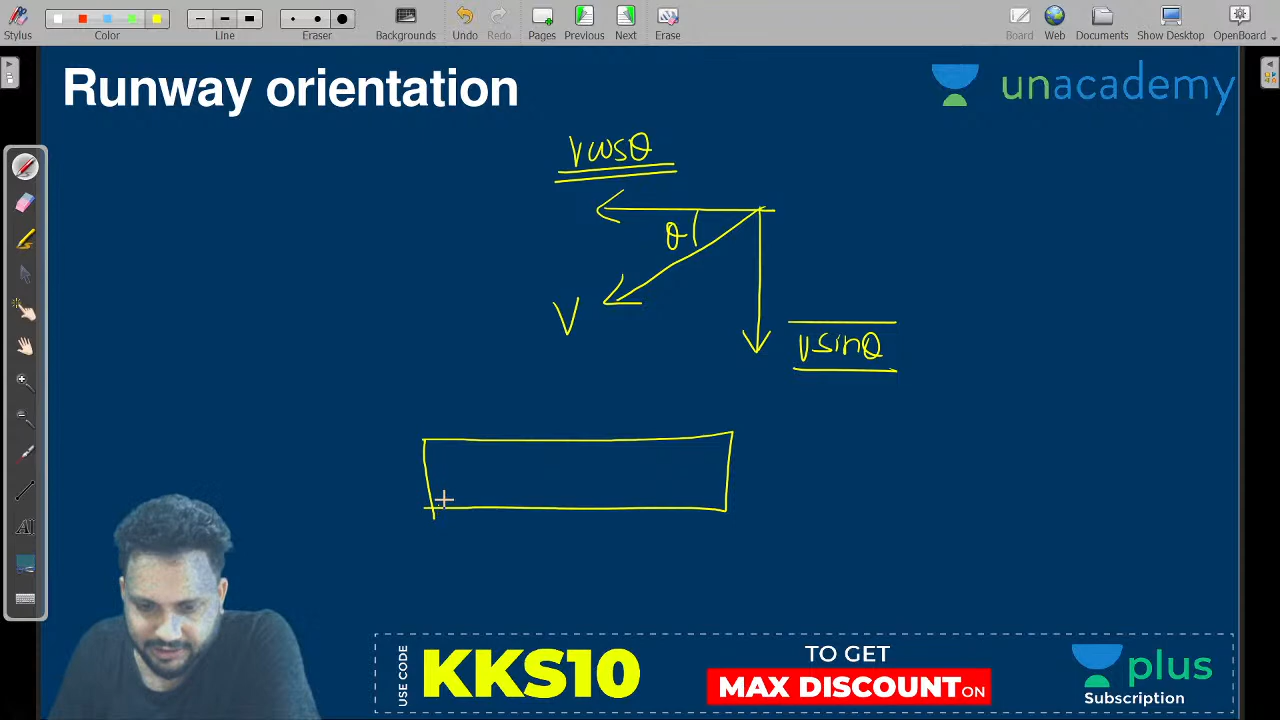 Stylus
Color
Line
Eraser
Backgrounds
Undo
Redo
Pages
Previous
Next
Erase
Board
Web
Documents
Show Desktop
OpenBoard
Runway orientation
unacademy
Vcosθ
θ
V
Vsinθ
USE CODE
KKS10
TO GET
MAX DISCOUNT ON
plus
Subscription